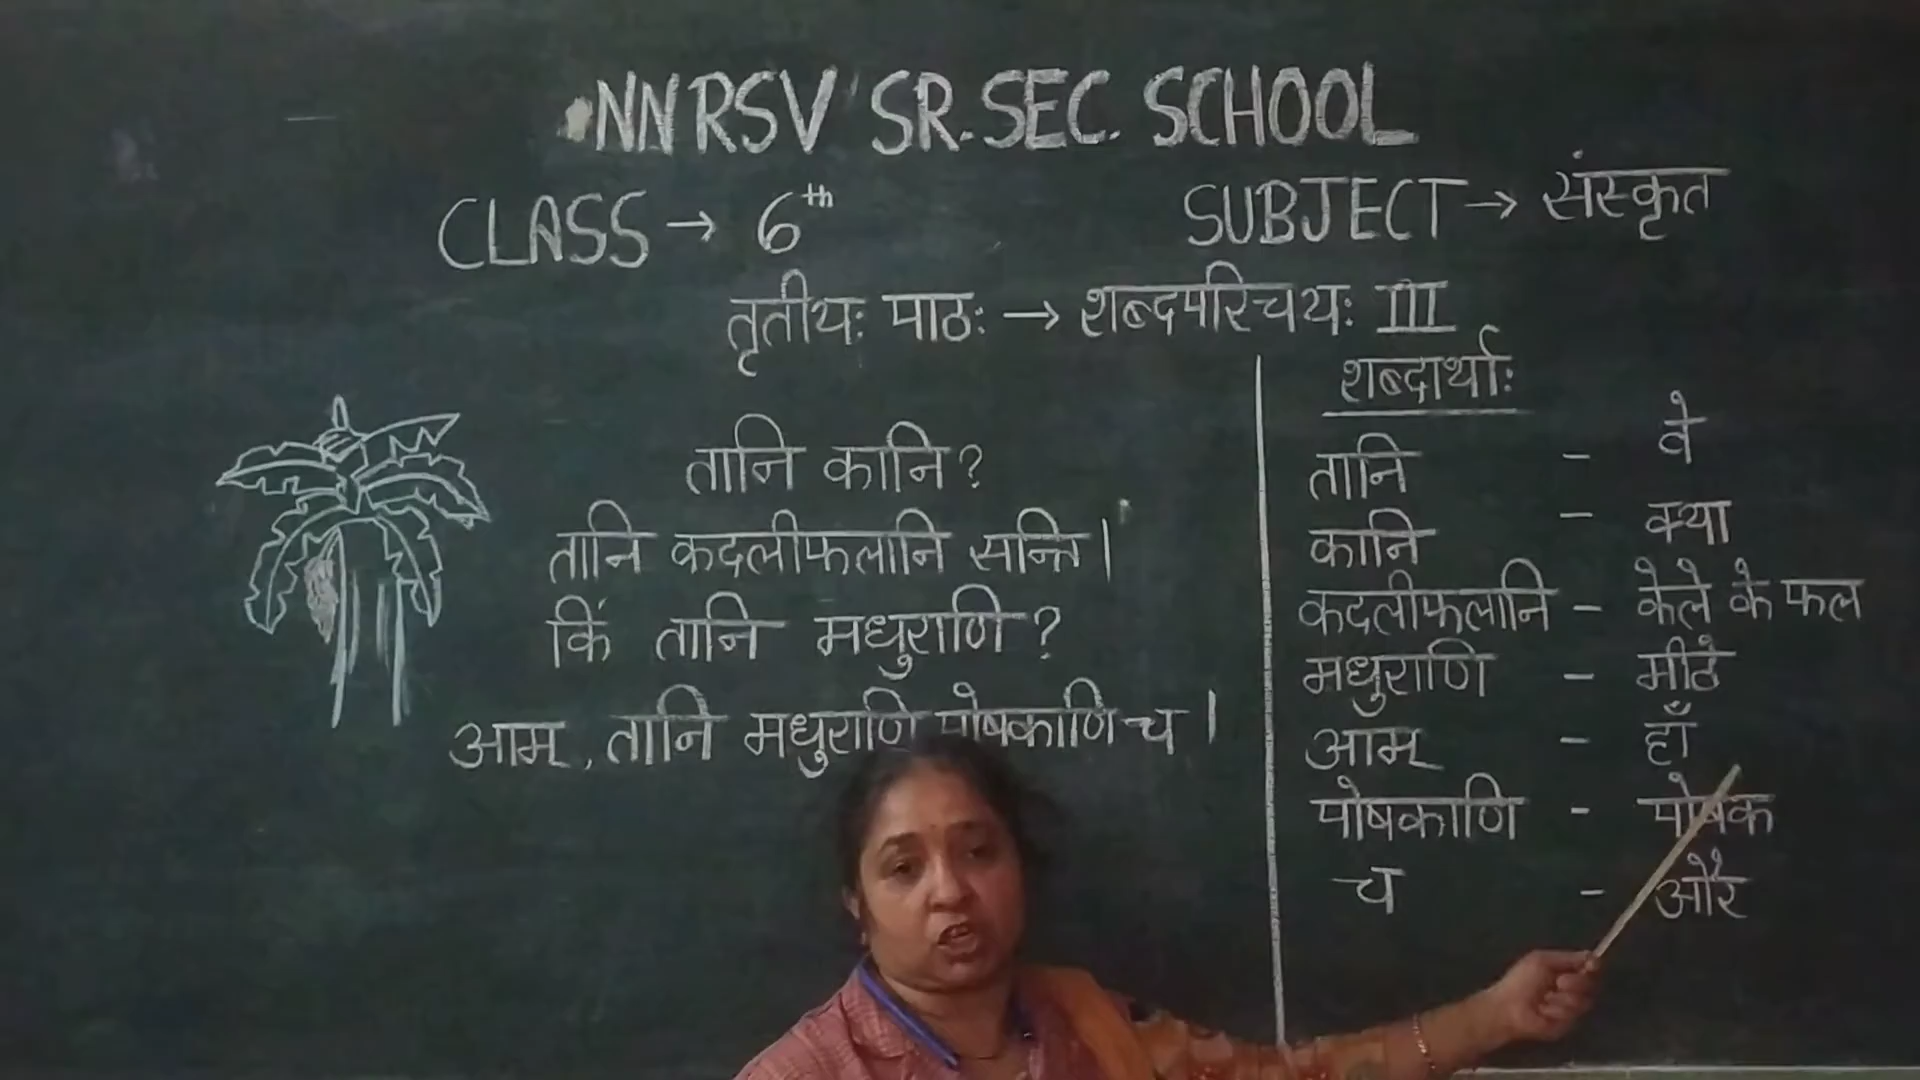 NNRSV SR.SEC. SCHOOL
CLASS → 6th
SUBJECT → संस्कृत
तृतीयः पाठः → शब्दपरिचयः III
तानि कानि?
तानि कदलीफलानि सन्ति।
किं तानि मधुराणि?
आम्, तानि मधुराणि पोषकाणि च।
शब्दार्थाः
तानि - वे
कानि - क्या
कदलीफलानि - केले के फल
मधुराणि - मीठे
आम् - हाँ
पोषकाणि - पोषक
च - और